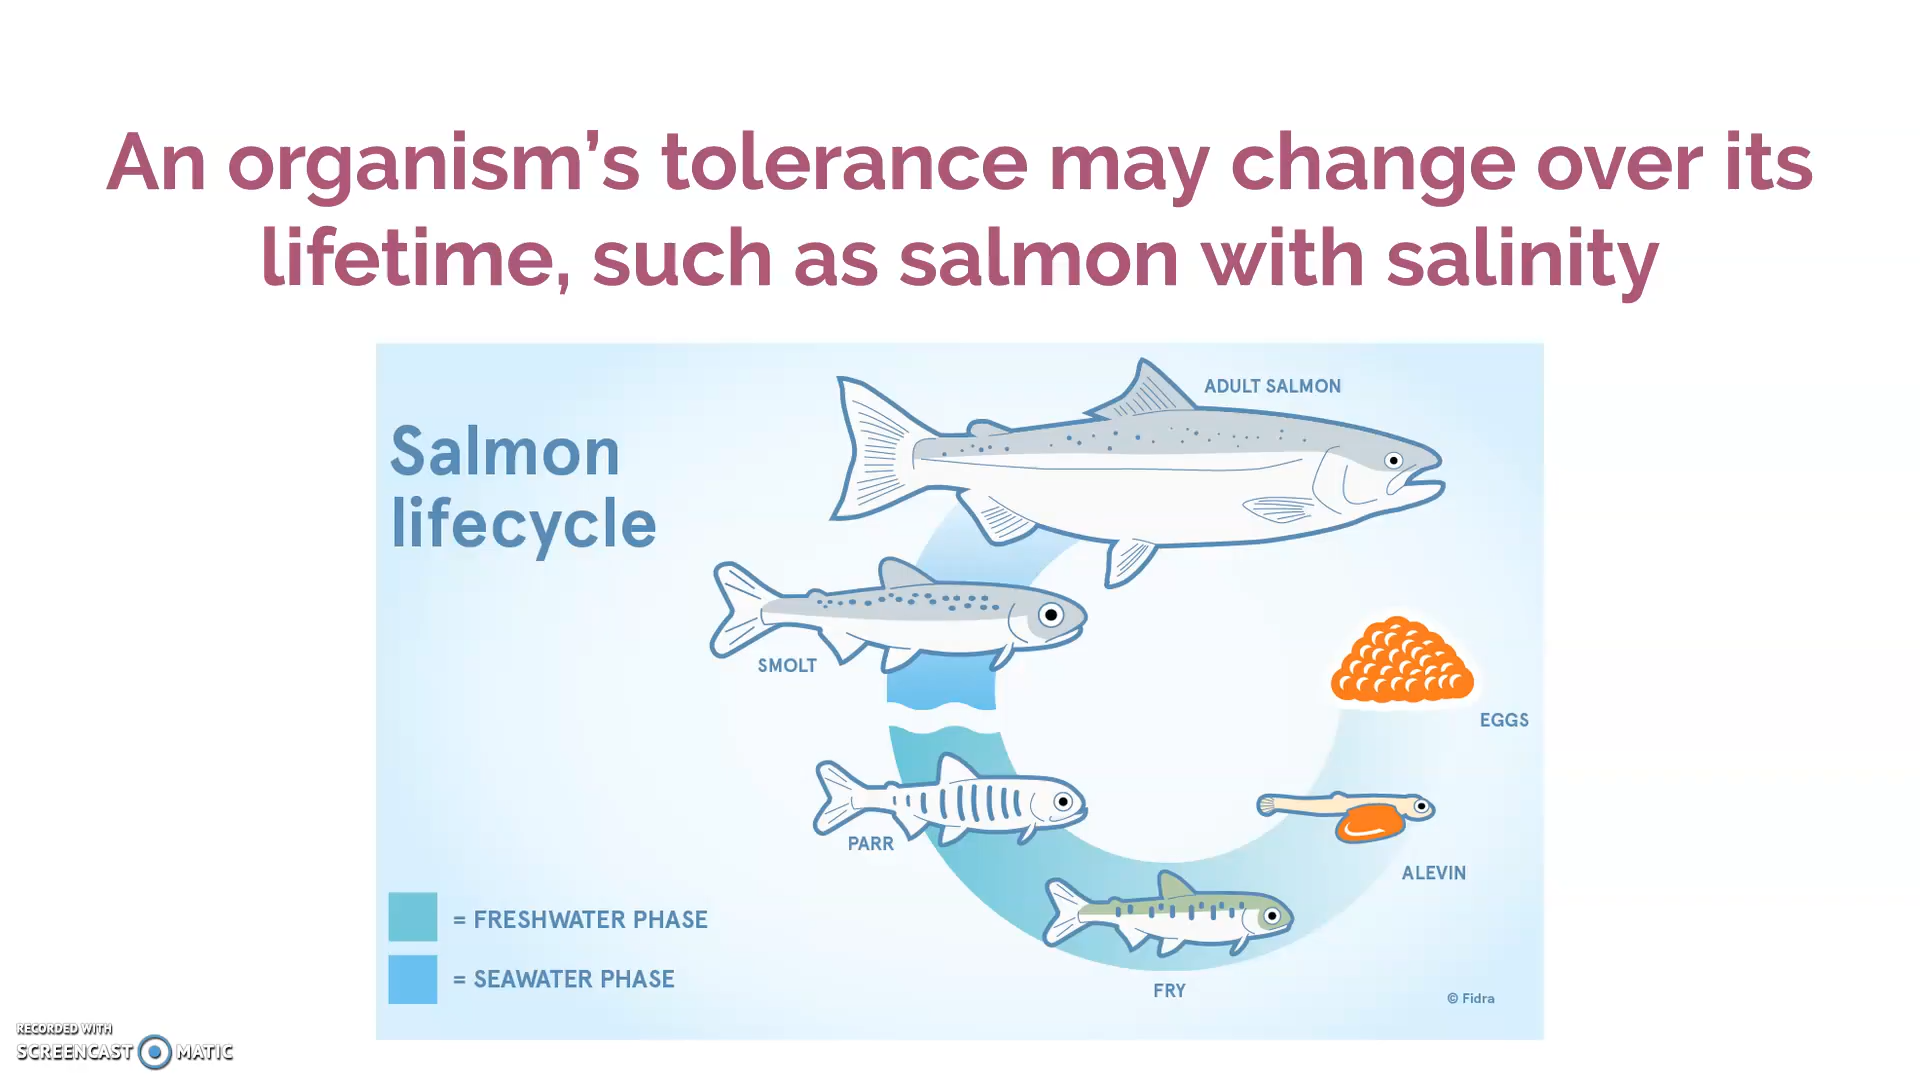 An organism’s tolerance may change over its
lifetime, such as salmon with salinity
Salmon
lifecycle
ADULT SALMON
SMOLT
EGGS
PARR
ALEVIN
FRY
= FRESHWATER PHASE
= SEAWATER PHASE
© Fidra
RECORDED WITH
SCREENCAST MATIC